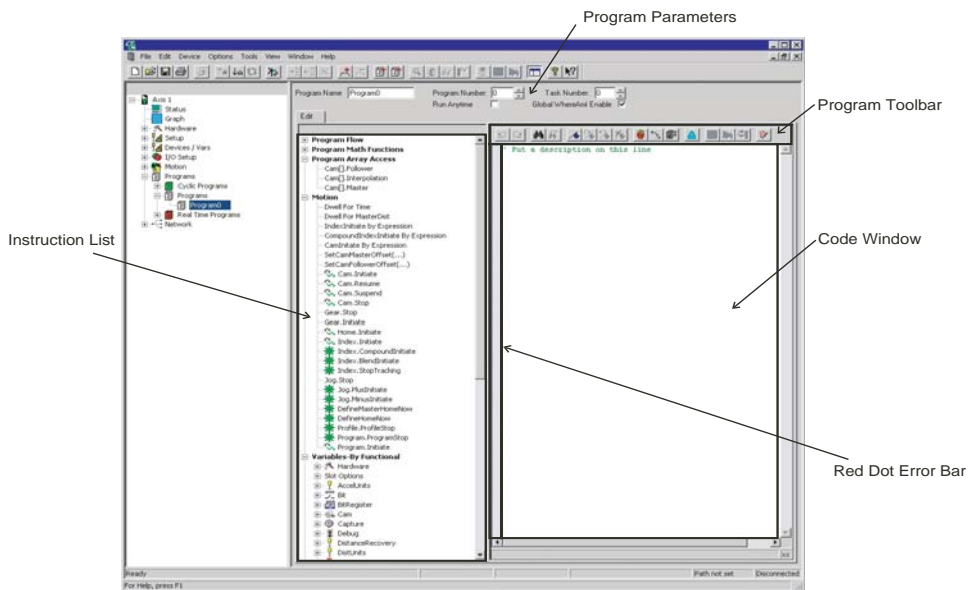 Program Parameters
File Edit Device Options Tools View Window Help
Program Name Program0 Program Number 0 Task Number 0
Run Anytime Global WhereAmI Enable
Edit
Program Toolbar
Axis 1
Status
Graph
Hardware
Setup
Devices / Vars
I/O Setup
Motion
Programs
Cyclic Programs
Programs
Program0
Real Time Programs
Network
Instruction List
Program Flow
Program Math Functions
Program Array Access
Cam[].Follower
Cam[].Interpolation
Cam[].Master
Motion
Dwell For Time
Dwell For MasterDist
IndexInitiate by Expression
CompoundIndexInitiate By Expression
CamInitiate By Expression
SetCamMasterOffset(...)
SetCamFollowerOffset(...)
Cam.Initiate
Cam.Resume
Cam.Suspend
Cam.Stop
Gear.Stop
Gear.Initiate
Home.Initiate
Index.Initiate
Index.CompoundInitiate
Index.BlendInitiate
Index.StopTracking
Jog.Stop
Jog.PlusInitiate
Jog.MinusInitiate
DefineMasterHomeNow
DefineHomeNow
Profile.ProfileStop
Program.ProgramStop
Program.Initiate
Variables-By Functional
Hardware
Slot Options
AccelUnits
Bit
BitRegister
Cam
Capture
Debug
DistanceRecovery
DistUnits
' Put a description on this line
Code Window
Red Dot Error Bar
Ready
Path not set Disconnected
For Help, press F1